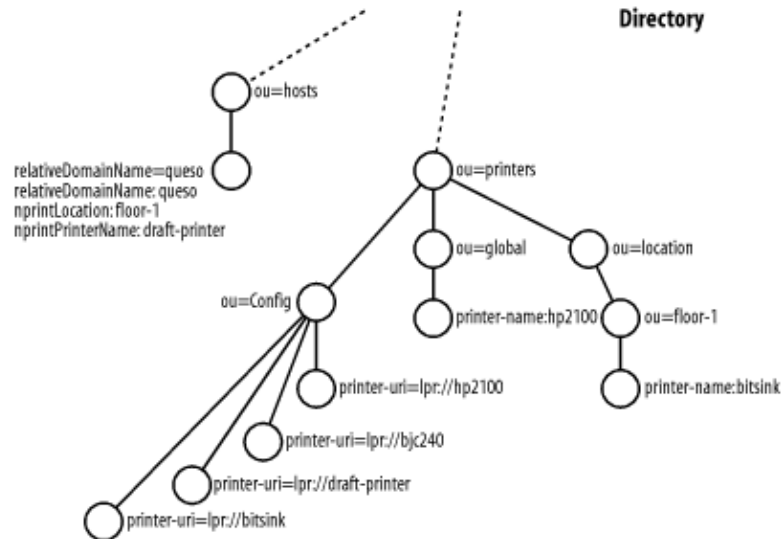 Directory
ou=hosts
relativeDomainName=queso
relativeDomainName: queso
nprintLocation: floor-1
nprintPrinterName: draft-printer
ou=printers
ou=global
ou=location
ou=Config
printer-name:hp2100
ou=floor-1
printer-uri=lpr://hp2100
printer-name:bitsink
printer-uri=lpr://bjc240
printer-uri=lpr://draft-printer
printer-uri=lpr://bitsink